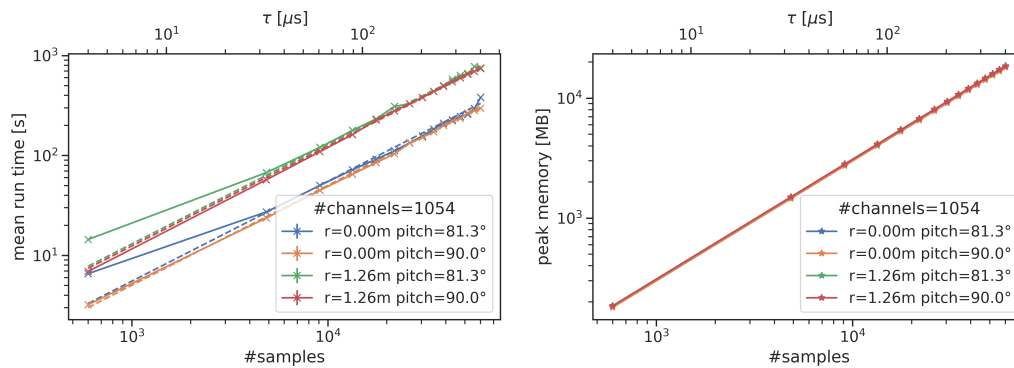 τ [μs]
10¹ 10²
10³
10²
10¹
mean run time [s]
#channels=1054
r=0.00m pitch=81.3°
r=0.00m pitch=90.0°
r=1.26m pitch=81.3°
r=1.26m pitch=90.0°
10³ 10⁴
#samples
τ [μs]
10¹ 10²
10⁴
10³
peak memory [MB]
#channels=1054
r=0.00m pitch=81.3°
r=0.00m pitch=90.0°
r=1.26m pitch=81.3°
r=1.26m pitch=90.0°
10³ 10⁴
#samples